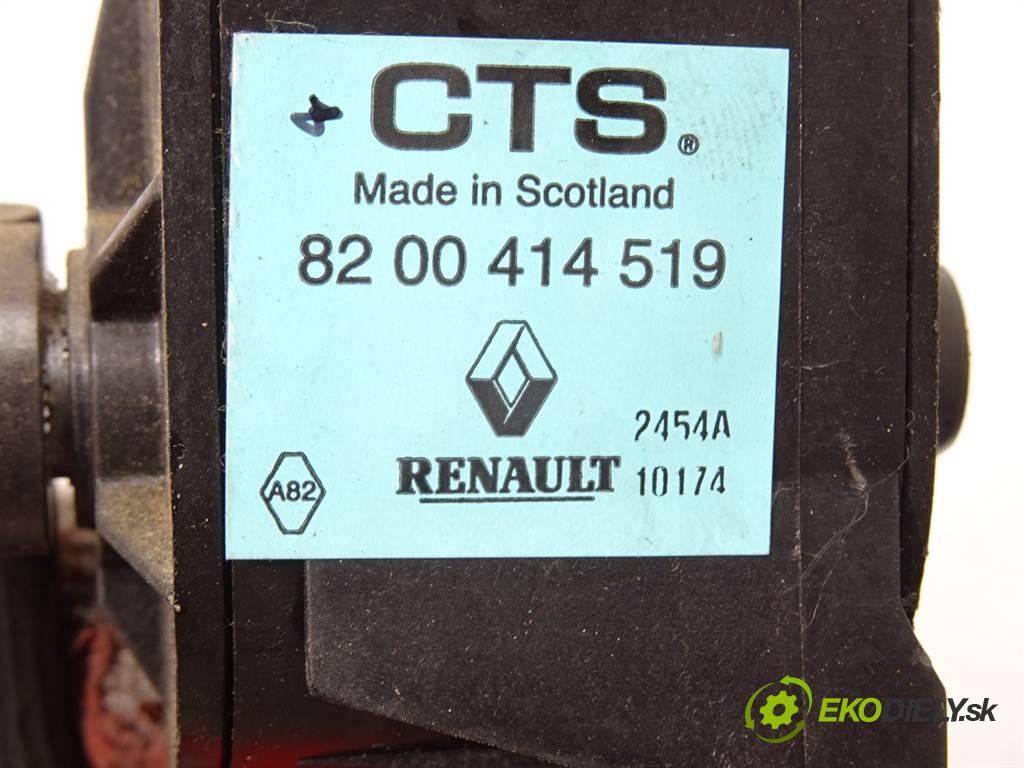 CTS®
Made in Scotland
82 00 414 519
2454A
A82 RENAULT 10174
EKODIELY.sk